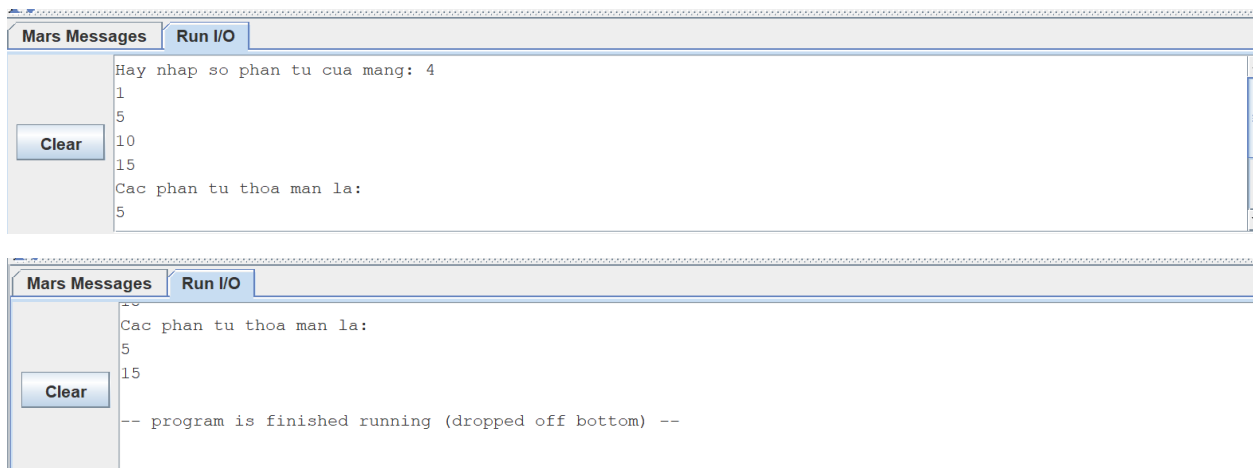 Mars Messages Run I/O
Hay nhap so phan tu cua mang: 4
1
5
10
15
Clear
Cac phan tu thoa man la:
5
Mars Messages Run I/O
Cac phan tu thoa man la:
5
15
Clear
-- program is finished running (dropped off bottom) --